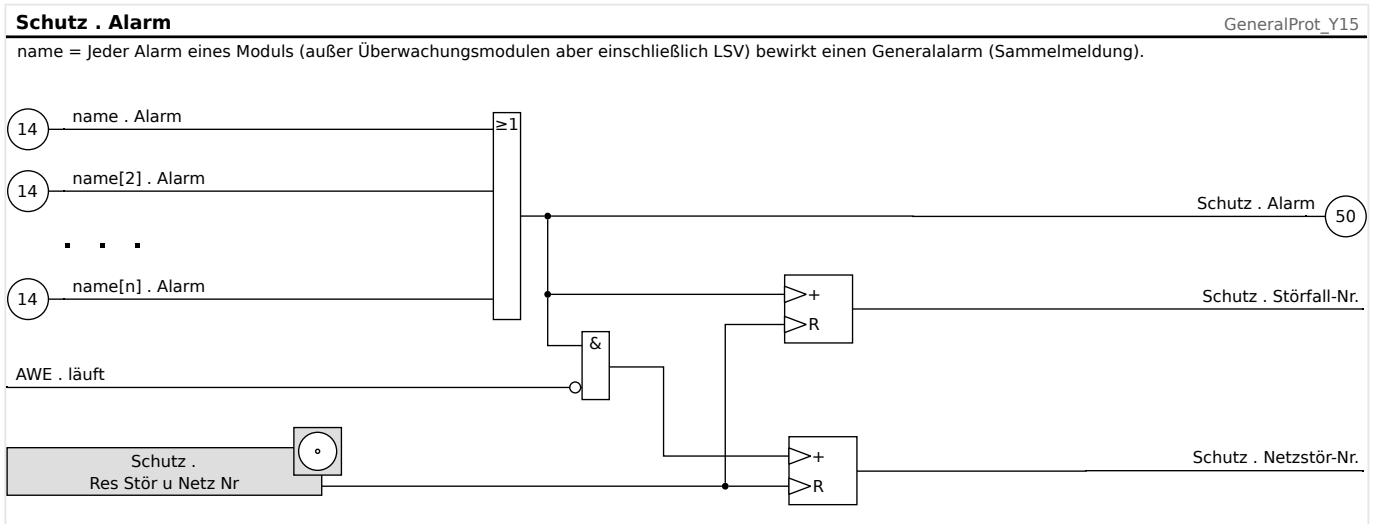 Schutz . Alarm
GeneralProt_Y15
name = Jeder Alarm eines Moduls (außer Überwachungsmodulen aber einschließlich LSV) bewirkt einen Generalalarm (Sammelmeldung).
14
name . Alarm
≥1
14
name[2] . Alarm
Schutz . Alarm
50
. . .
14
name[n] . Alarm
+
R
Schutz . Störfall-Nr.
&
AWE . läuft
Schutz .
Res Stör u Netz Nr
+
R
Schutz . Netzstör-Nr.